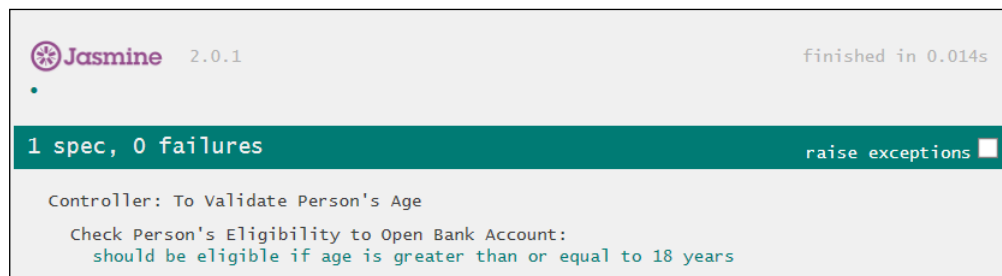 Jasmine 2.0.1 finished in 0.014s
•
1 spec, 0 failures raise exceptions
Controller: To Validate Person's Age
Check Person's Eligibility to Open Bank Account:
should be eligible if age is greater than or equal to 18 years